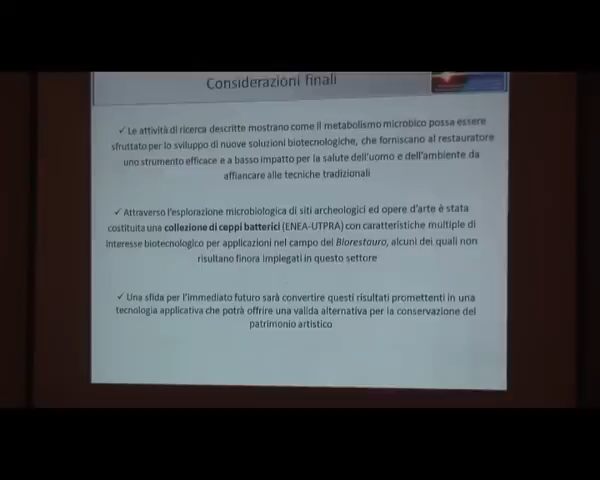 Considerazioni finali
✓ Le attività di ricerca descritte mostrano come il metabolismo microbico possa essere
sfruttato per lo sviluppo di nuove soluzioni biotecnologiche, che forniscano al restauratore
uno strumento efficace e a basso impatto per la salute dell'uomo e dell'ambiente da
affiancare alle tecniche tradizionali
✓ Attraverso l'esplorazione microbiologica di siti archeologici ed opere d'arte è stata
costituita una collezione di ceppi batterici (ENEA-UTPRA) con caratteristiche multiple di
interesse biotecnologico per applicazioni nel campo del Biorestauro, alcuni dei quali non
risultano finora impiegati in questo settore
✓ Una sfida per l'immediato futuro sarà convertire questi risultati promettenti in una
tecnologia applicativa che potrà offrire una valida alternativa per la conservazione del
patrimonio artistico